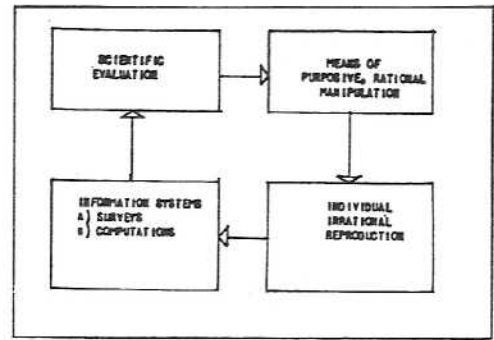 SCIENTIFIC
EVALUATION
MEANS OF
PURPOSIVE, RATIONAL
MANIPULATION
INFORMATION SYSTEMS
A) SURVEYS
B) COMPUTATIONS
INDIVIDUAL
IRRATIONAL
REPRODUCTION